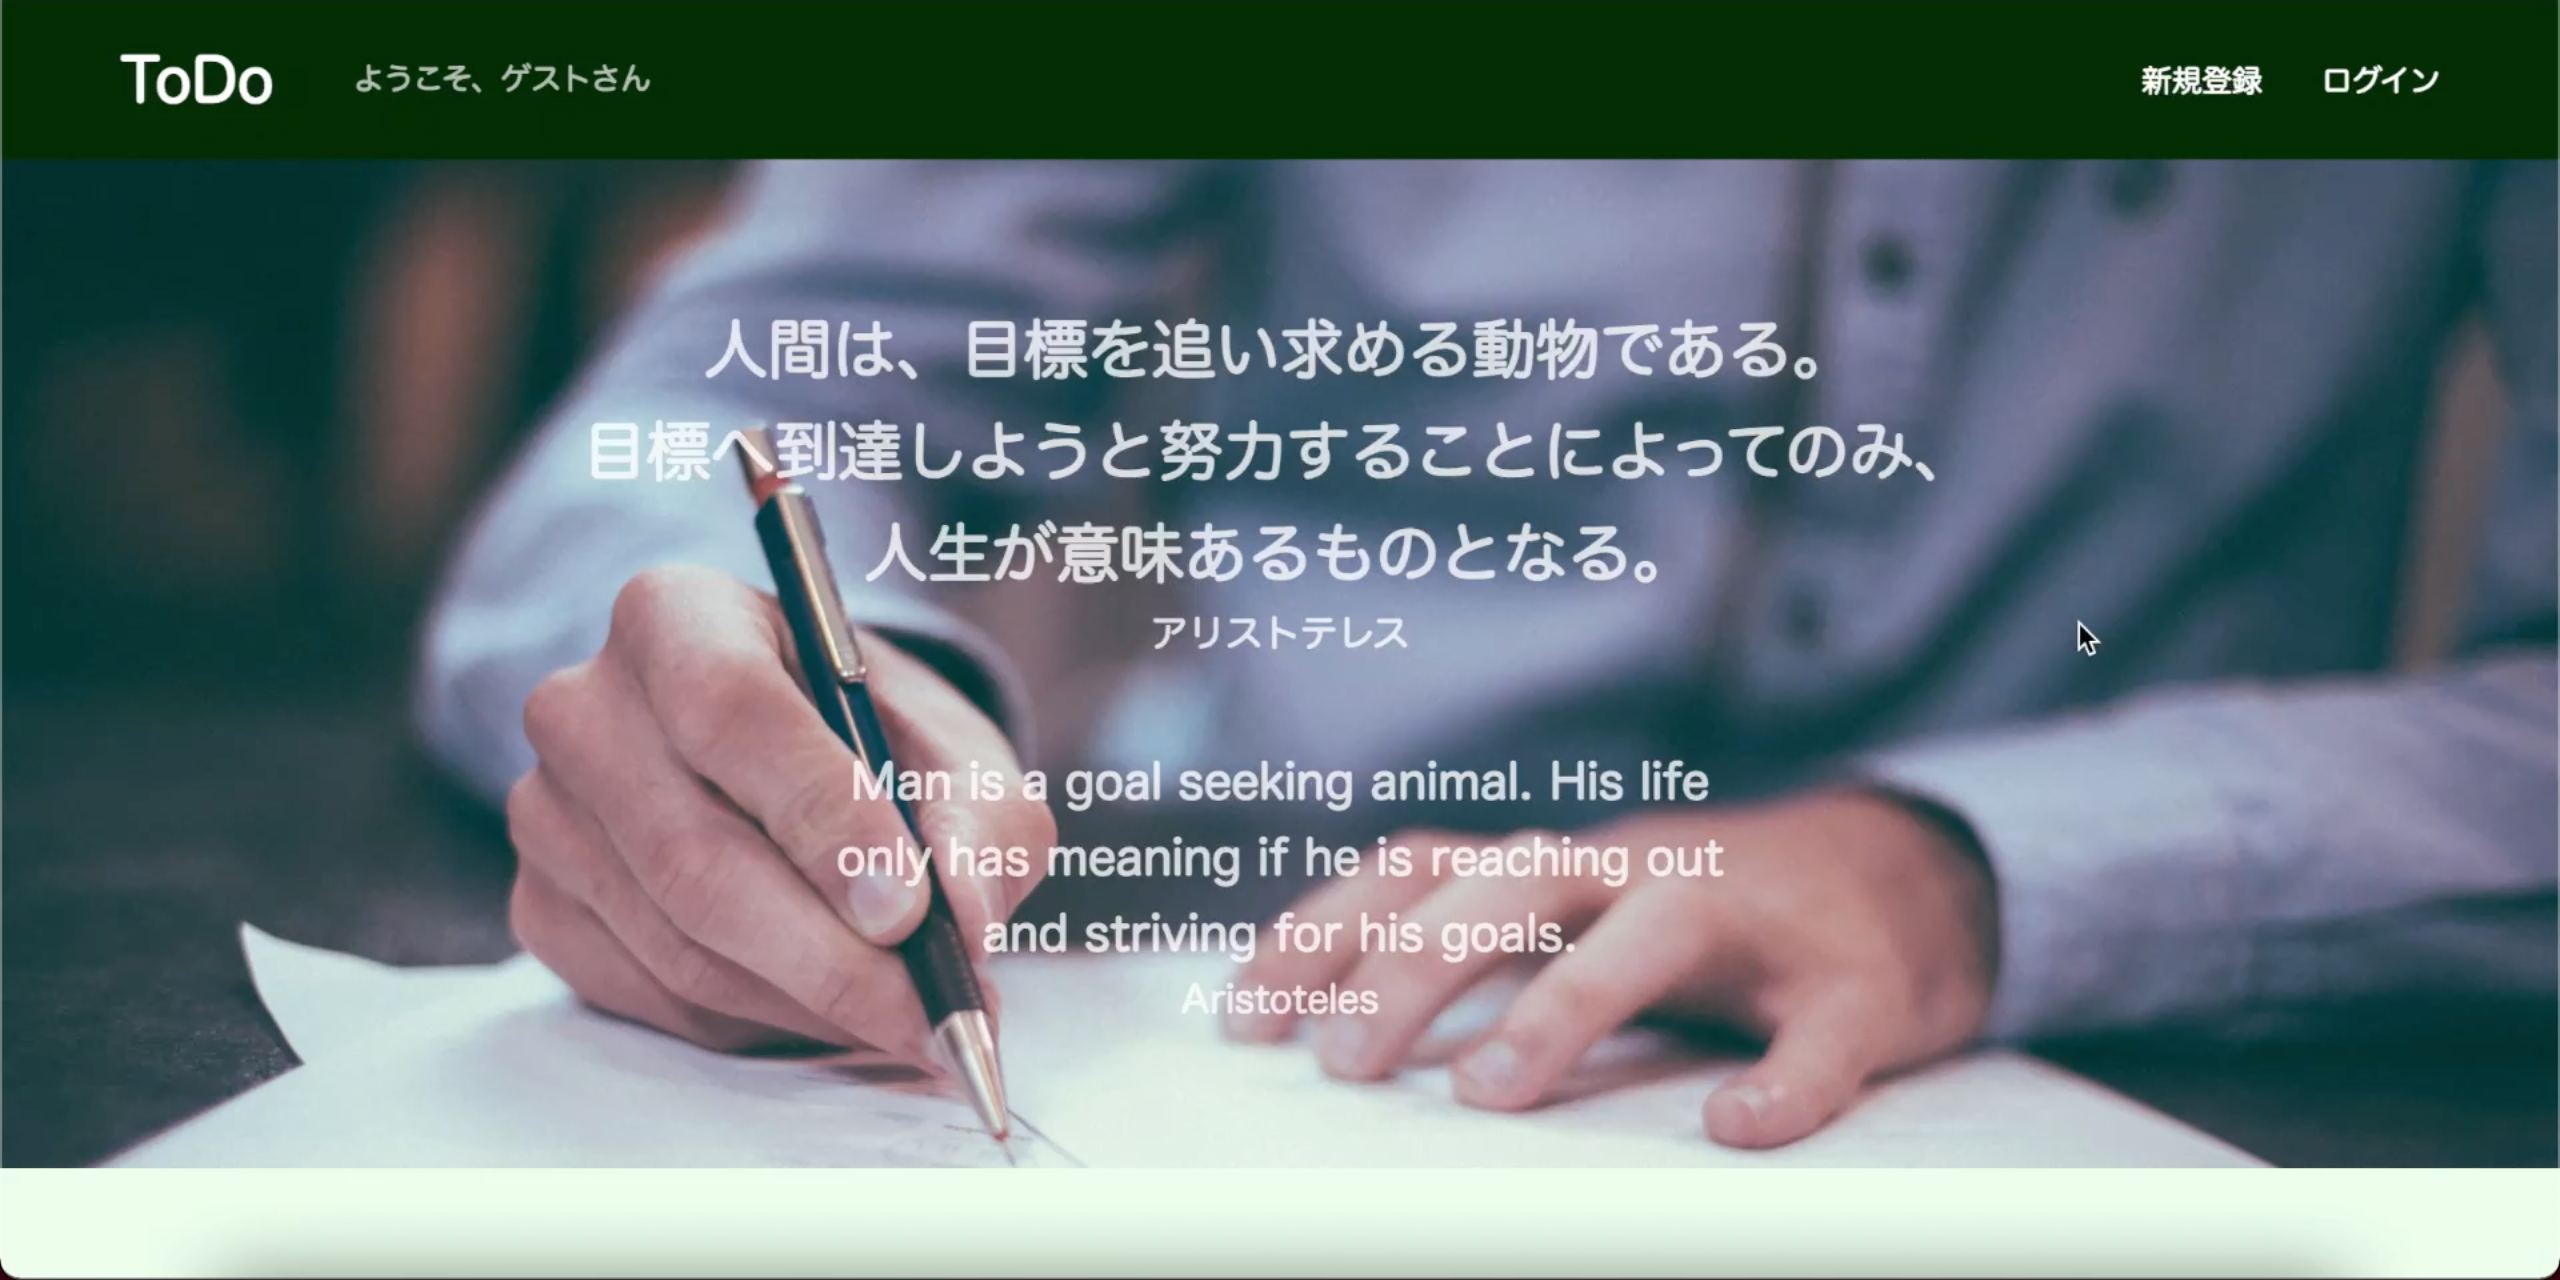 ToDo ようこそ、ゲストさん 新規登録 ログイン
人間は、目標を追い求める動物である。
目標へ到達しようと努力することによってのみ、
人生が意味あるものとなる。
アリストテレス
Man is a goal seeking animal. His life
only has meaning if he is reaching out
and striving for his goals.
Aristoteles